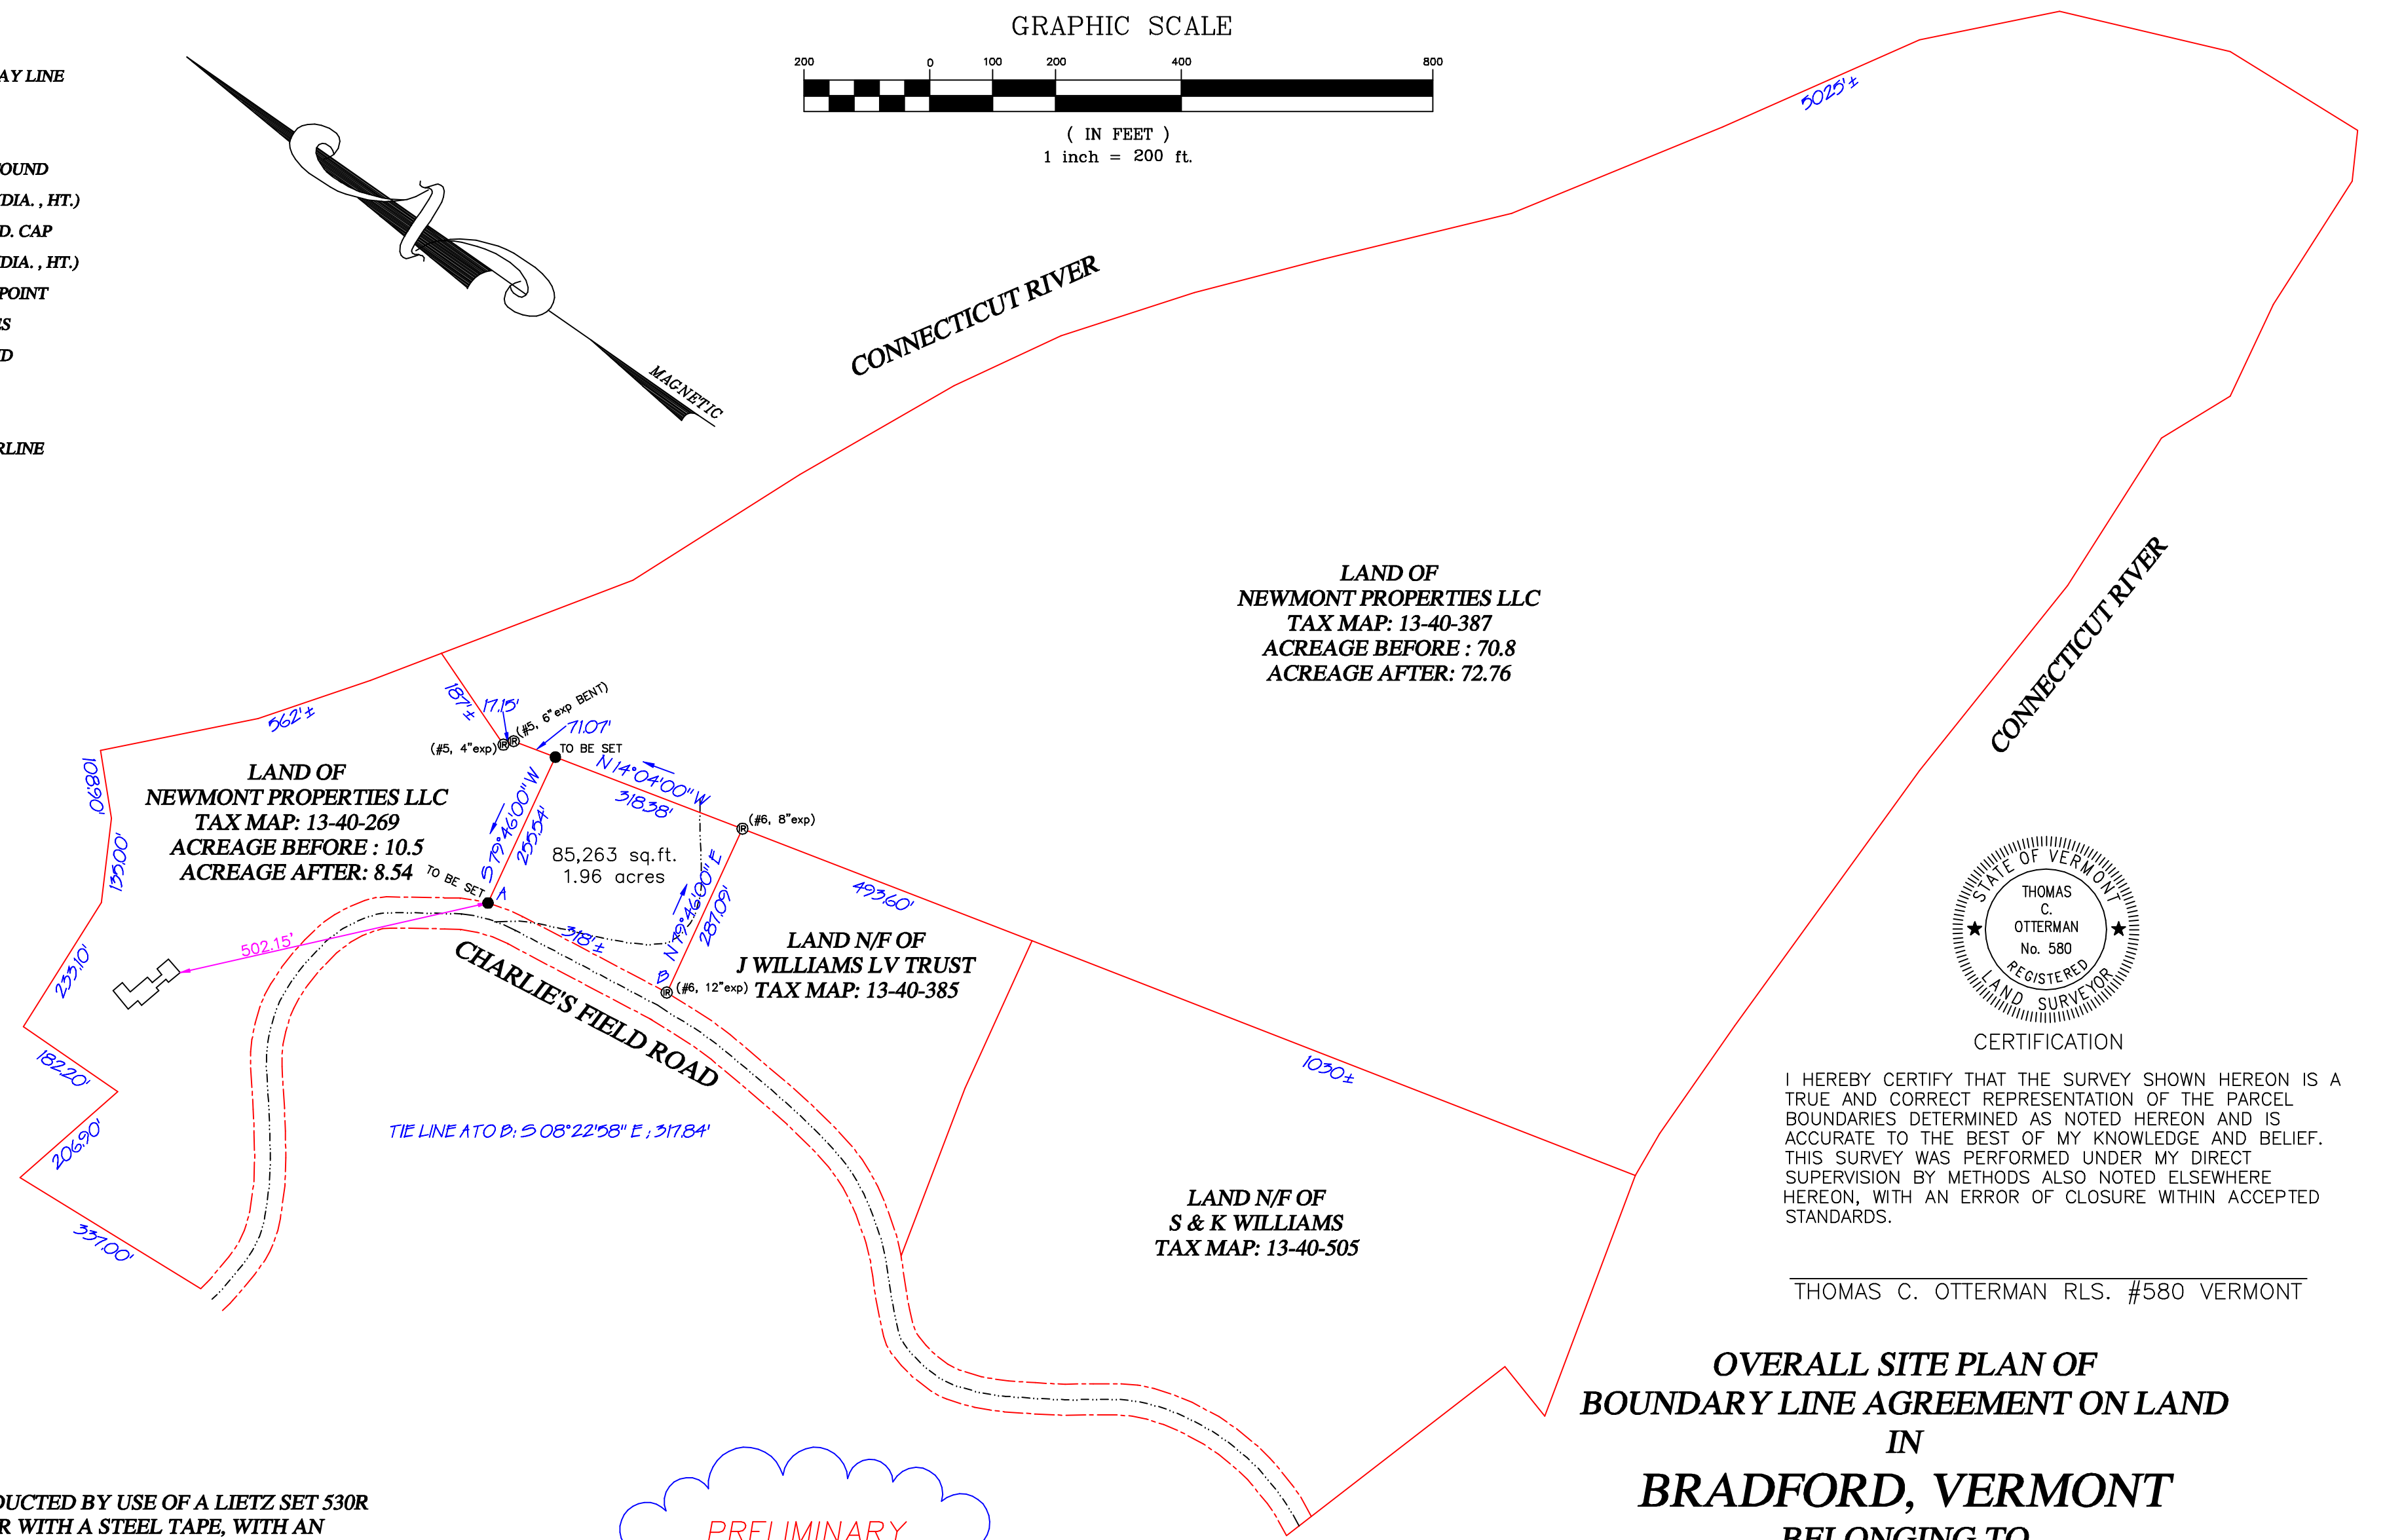 GRAPHIC SCALE
200 0 100 200 400 800
( IN FEET )
1 inch = 200 ft.
AY LINE
OUND
(DIA. , HT.)
D. CAP
(DIA. , HT.)
POINT
ES
D
RLINE
MAGNETIC
5025'±
CONNECTICUT RIVER
CONNECTICUT RIVER
LAND OF
NEWMONT PROPERTIES LLC
TAX MAP: 13-40-387
ACREAGE BEFORE : 70.8
ACREAGE AFTER: 72.76
187'±
17.15'
(#5, 6"exp BENT)
71.07'
(#5, 4"exp)
TO BE SET
562'±
N 14°04'00" W
318.38'
108.90'
LAND OF
NEWMONT PROPERTIES LLC
TAX MAP: 13-40-269
ACREAGE BEFORE : 10.5
ACREAGE AFTER: 8.54
S 79°46'00" W
255.54'
(#6, 8"exp)
85,263 sq.ft.
1.96 acres
135.00'
TO BE SET
A
N 79°46'00" E
287.09'
493.60'
502.15'
318'±
233.10'
LAND N/F OF
J WILLIAMS LV TRUST
TAX MAP: 13-40-385
B
(#6, 12"exp)
CHARLIE'S FIELD ROAD
182.20'
1030±
TIE LINE A TO B: S 08°22'58" E ; 317.84'
206.90'
337.00'
LAND N/F OF
S & K WILLIAMS
TAX MAP: 13-40-505
STATE OF VERMONT
THOMAS
C.
OTTERMAN
No. 580
REGISTERED
LAND SURVEYOR
CERTIFICATION
I HEREBY CERTIFY THAT THE SURVEY SHOWN HEREON IS A
TRUE AND CORRECT REPRESENTATION OF THE PARCEL
BOUNDARIES DETERMINED AS NOTED HEREON AND IS
ACCURATE TO THE BEST OF MY KNOWLEDGE AND BELIEF.
THIS SURVEY WAS PERFORMED UNDER MY DIRECT
SUPERVISION BY METHODS ALSO NOTED ELSEWHERE
HEREON, WITH AN ERROR OF CLOSURE WITHIN ACCEPTED
STANDARDS.
THOMAS C. OTTERMAN RLS. #580 VERMONT
OVERALL SITE PLAN OF
BOUNDARY LINE AGREEMENT ON LAND
IN
BRADFORD, VERMONT
BELONGING TO
DUCTED BY USE OF A LIETZ SET 530R
R WITH A STEEL TAPE, WITH AN
PRELIMINARY